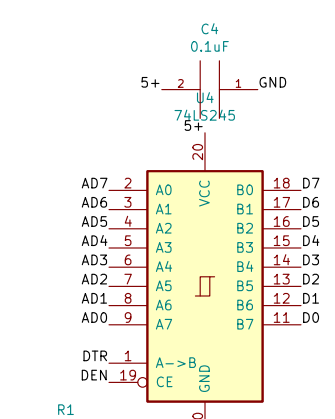 C4
0.1uF
5+ 2 1 GND
U4
74LS245
5+
20
VCC
AD7 2 A0 B0 18 D7
AD6 3 A1 B1 17 D6
AD5 4 A2 B2 16 D5
AD4 5 A3 B3 15 D4
AD3 6 A4 B4 14 D3
AD2 7 A5 B5 13 D2
AD1 8 A6 B6 12 D1
AD0 9 A7 B7 11 D0
DTR 1 A->B
DEN 19 CE
GND
R1